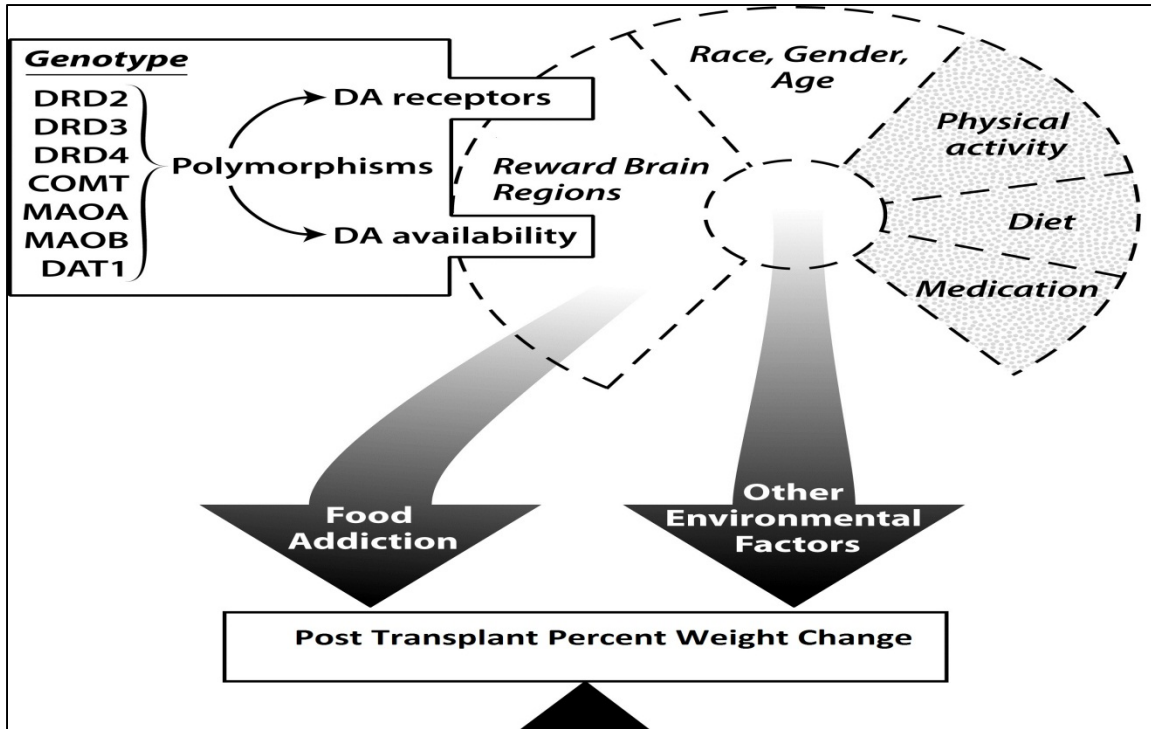 Genotype
DRD2
DRD3
DRD4
COMT
MAOA
MAOB
DAT1
Polymorphisms
DA receptors
DA availability
Reward Brain
Regions
Race, Gender,
Age
Physical
activity
Diet
Medication
Food
Addiction
Other
Environmental
Factors
Post Transplant Percent Weight Change